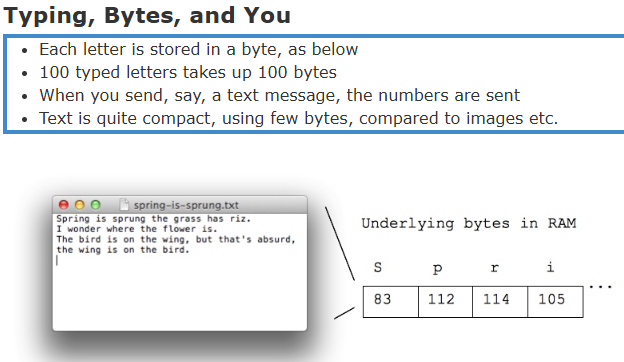 Typing, Bytes, and You
Each letter is stored in a byte, as below
100 typed letters takes up 100 bytes
When you send, say, a text message, the numbers are sent
Text is quite compact, using few bytes, compared to images etc.
spring-is-sprung.txt
Spring is sprung the grass has riz.
I wonder where the flower is.
The bird is on the wing, but that's absurd,
the wing is on the bird.
Underlying bytes in RAM
S p r i
83 112 114 105 ...